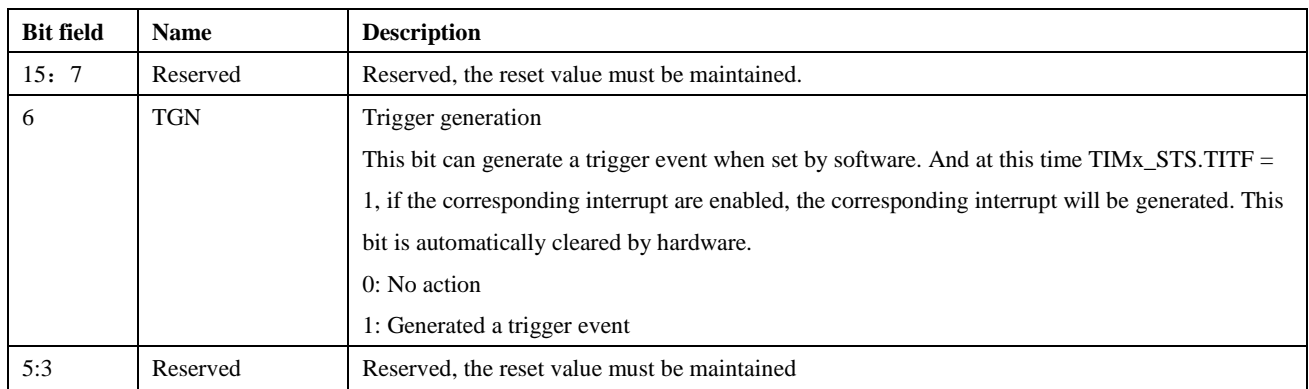 Bit field Name Description
15：7 Reserved Reserved, the reset value must be maintained.
6 TGN Trigger generation
This bit can generate a trigger event when set by software. And at this time TIMx_STS.TITF =
1, if the corresponding interrupt are enabled, the corresponding interrupt will be generated. This
bit is automatically cleared by hardware.
0: No action
1: Generated a trigger event
5:3 Reserved Reserved, the reset value must be maintained